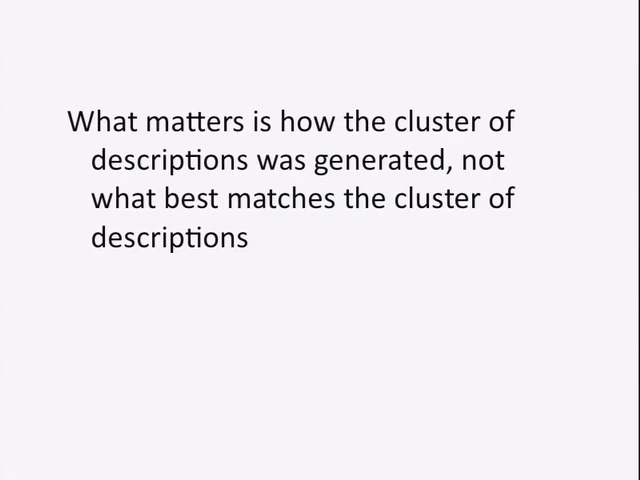 What matters is how the cluster of
descriptions was generated, not
what best matches the cluster of
descriptions